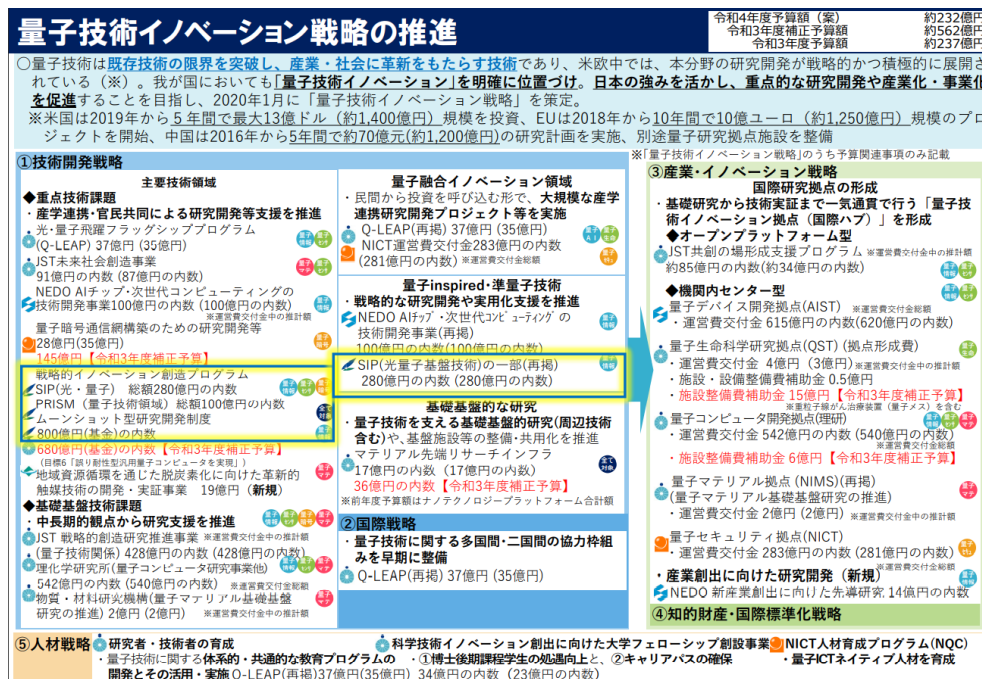 量子技術イノベーション戦略の推進
令和4年度予算額（案） 約232億円
令和3年度補正予算額 約562億円
令和3年度予算額 約237億円
○量子技術は既存技術の限界を突破し、産業・社会に革新をもたらす技術であり、米欧中では、本分野の研究開発が戦略的かつ積極的に展開さ
れている（※）。我が国においても「量子技術イノベーション」を明確に位置づけ、日本の強みを活かし、重点的な研究開発や産業化・事業化
を促進することを目指し、2020年1月に「量子技術イノベーション戦略」を策定。
※米国は2019年から５年間で最大13億ドル（約1,400億円）規模を投資、EUは2018年から10年間で10億ユーロ（約1,250億円）規模のプロ
ジェクトを開始、中国は2016年から5年間で約70億元(約1,200億円)の研究計画を実施、別途量子研究拠点施設を整備
※「量子技術イノベーション戦略」のうち予算関連事項のみ記載
①技術開発戦略
主要技術領域
◆重点技術課題
・産学連携・官民共同による研究開発等支援を推進
光・量子飛躍フラッグシッププログラム
(Q-LEAP) 37億円 (35億円)
JST未来社会創造事業
91億円の内数 (87億円の内数)
NEDO AIチップ・次世代コンピューティングの
技術開発事業100億円の内数 (100億円の内数)
※運営費交付金中の推計額
量子暗号通信網構築のための研究開発等
28億円(35億円)
145億円【令和3年度補正予算】
戦略的イノベーション創造プログラム
SIP(光・量子) 総額280億円の内数
PRISM（量子技術領域）総額100億円の内数
ムーンショット型研究開発制度
800億円(基金)の内数
680億円(基金)の内数【令和3年度補正予算】
(目標6「誤り耐性型汎用量子コンピュータを実現」)
地域資源循環を通じた脱炭素化に向けた革新的
触媒技術の開発・実証事業 19億円（新規）
◆基礎基盤技術課題
・中長期的観点から研究支援を推進
JST 戦略的創造研究推進事業 ※運営費交付金中の推計額
(量子技術関係) 428億円の内数 (428億円の内数)
理化学研究所(量子コンピュータ研究事業他)
542億円の内数 (540億円の内数) ※運営費交付金総額
物質・材料研究機構(量子マテリアル基礎基盤
研究の推進) 2億円 (2億円) ※運営費交付金中の推計額
量子融合イノベーション領域
・民間から投資を呼び込む形で、大規模な産学
連携研究開発プロジェクト等を実施
Q-LEAP(再掲) 37億円 (35億円)
NICT運営費交付金283億円の内数
(281億円の内数) ※運営費交付金総額
量子inspired・準量子技術
・戦略的な研究開発や実用化支援を推進
NEDO AIチップ・次世代コンピューティングの
技術開発事業(再掲)
100億円の内数(100億円の内数)
SIP(光量子基盤技術)の一部(再掲)
280億円の内数 (280億円の内数)
基礎基盤的な研究
・量子技術を支える基礎基盤的研究(周辺技術
含む)や、基盤施設等の整備・共用化を推進
マテリアル先端リサーチインフラ
17億円の内数（17億円の内数）
36億円の内数【令和3年度補正予算】
※前年度予算額はナノテクノロジープラットフォーム合計額
②国際戦略
・量子技術に関する多国間・二国間の協力枠組
みを早期に整備
Q-LEAP(再掲) 37億円 (35億円)
③産業・イノベーション戦略
国際研究拠点の形成
・基礎研究から技術実証まで一気通貫で行う「量子技
術イノベーション拠点（国際ハブ）」を形成
◆オープンプラットフォーム型
JST共創の場形成支援プログラム ※運営費交付金中の推計額
約85億円の内数(約34億円の内数)
◆機関内センター型
量子デバイス開発拠点(AIST) ※運営費交付金総額
・運営費交付金 615億円の内数(620億円の内数)
量子生命科学研究拠点(QST) (拠点形成費)
・運営費交付金 4億円 (3億円) ※運営費交付金中の推計額
・施設・設備整備費補助金 0.5億円
・施設整備費補助金 15億円【令和3年度補正予算】
※重粒子線がん治療装置（量子メス）を含む
量子コンピュータ開発拠点(理研)
・運営費交付金 542億円の内数 (540億円の内数)
※運営費交付金総額
・施設整備費補助金 6億円【令和3年度補正予算】
量子マテリアル拠点 (NIMS)(再掲)
(量子マテリアル基礎基盤研究の推進)
・運営費交付金 2億円 (2億円) ※運営費交付金中の推計額
量子セキュリティ拠点(NICT)
・運営費交付金 283億円の内数 (281億円の内数)
※運営費交付金総額
・産業創出に向けた研究開発（新規）
NEDO 新産業創出に向けた先導研究 14億円の内数
④知的財産・国際標準化戦略
⑤人材戦略
研究者・技術者の育成
・量子技術に関する体系的・共通的な教育プログラムの
開発とその活用・実施 Q-LEAP(再掲)37億円(35億円)
科学技術イノベーション創出に向けた大学フェローシップ創設事業
・①博士後期課程学生の処遇向上と、②キャリアパスの確保
34億円の内数（23億円の内数）
NICT人材育成プログラム(NQC)
・量子ICTネイティブ人材を育成